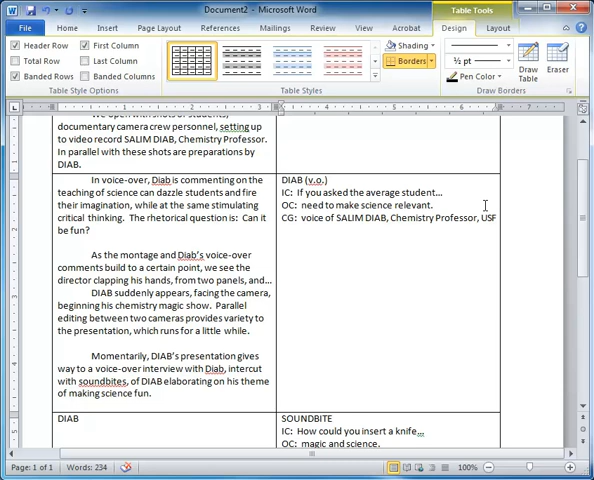 Document2 - Microsoft Word
Table Tools
File Home Insert Page Layout References Mailings Review View Acrobat Design Layout
Header Row First Column
Total Row Last Column
Banded Rows Banded Columns
Table Style Options
Table Styles
Shading
Borders
½ pt
Pen Color
Draw Table
Eraser
Draw Borders
We open with shots of students,
documentary camera crew personnel, setting up
to video record SALIM DIAB, Chemistry Professor.
In parallel with these shots are preparations by
DIAB.
In voice-over, Diab is commenting on the
teaching of science can dazzle students and fire
their imagination, while at the same stimulating
critical thinking. The rhetorical question is: Can it
be fun?
As the montage and Diab's voice-over
comments build to a certain point, we see the
director clapping his hands, from two panels, and...
DIAB suddenly appears, facing the camera,
beginning his chemistry magic show. Parallel
editing between two cameras provides variety to
the presentation, which runs for a little while.
Momentarily, DIAB's presentation gives
way to a voice-over interview with Diab, intercut
with soundbites, of DIAB elaborating on his theme
of making science fun.
DIAB (v.o.)
IC: If you asked the average student...
OC: need to make science relevant.
CG: voice of SALIM DIAB, Chemistry Professor, USF
DIAB
SOUNDBITE
IC: How could you insert a knife...
OC: magic and science.
Page: 1 of 1 Words: 234 100%